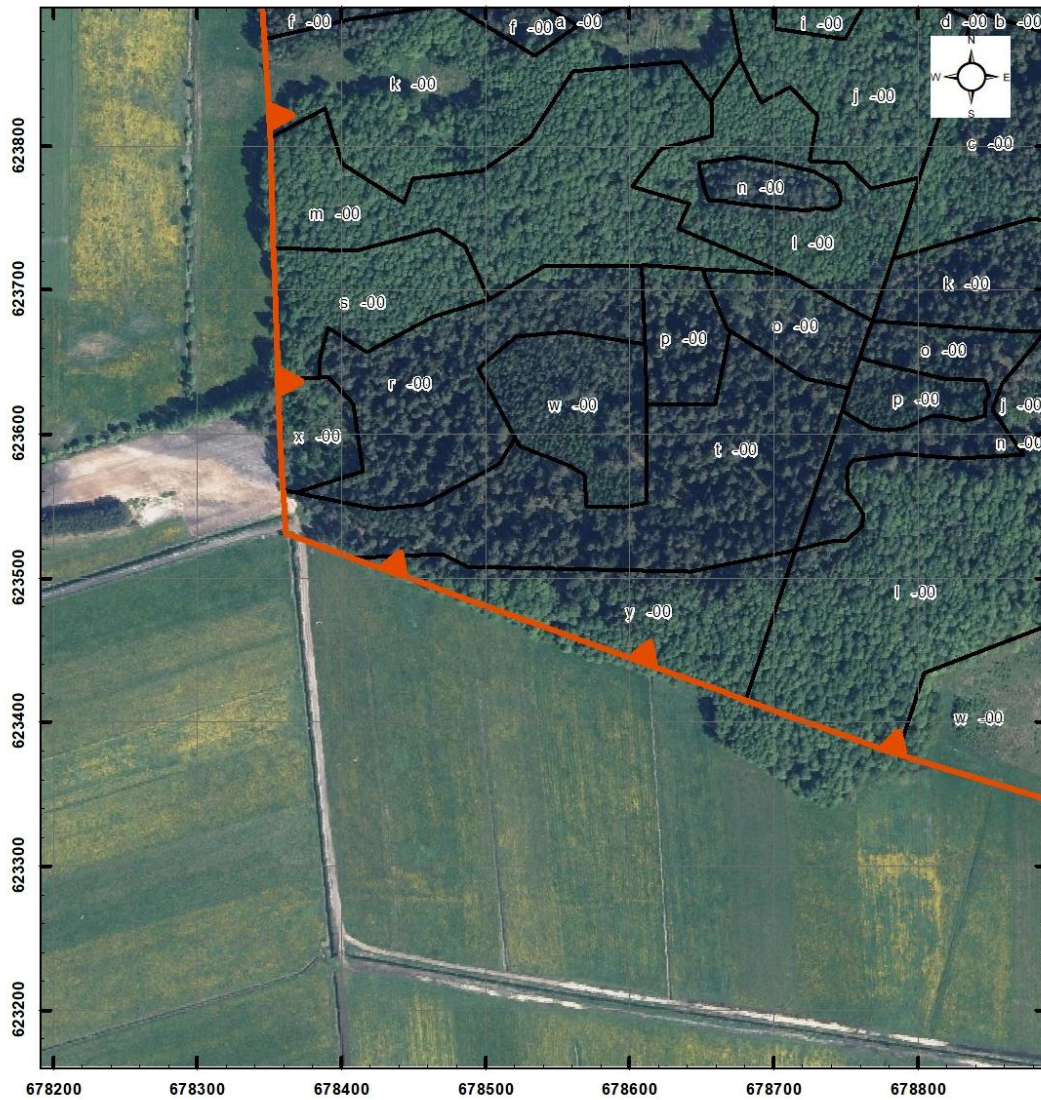 f -00
f -00
a -00
i -00
d -00
b -00
N
W
E
S
k -00
j -00
c -00
n -00
m -00
l -00
s -00
k -00
p -00
o -00
o -00
r -00
w -00
p -00
j -00
x -00
t -00
n -00
y -00
l -00
w -00
623800
623700
623600
623500
623400
623300
623200
678200
678300
678400
678500
678600
678700
678800